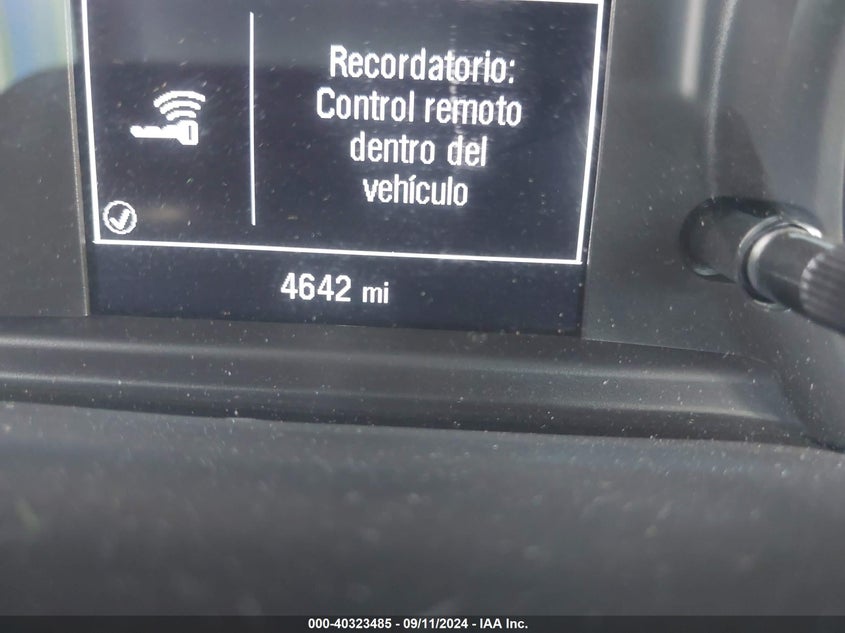 Recordatorio:
Control remoto
dentro del
vehículo
4642 mi
000-40323485 - 09/11/2024 - IAA Inc.